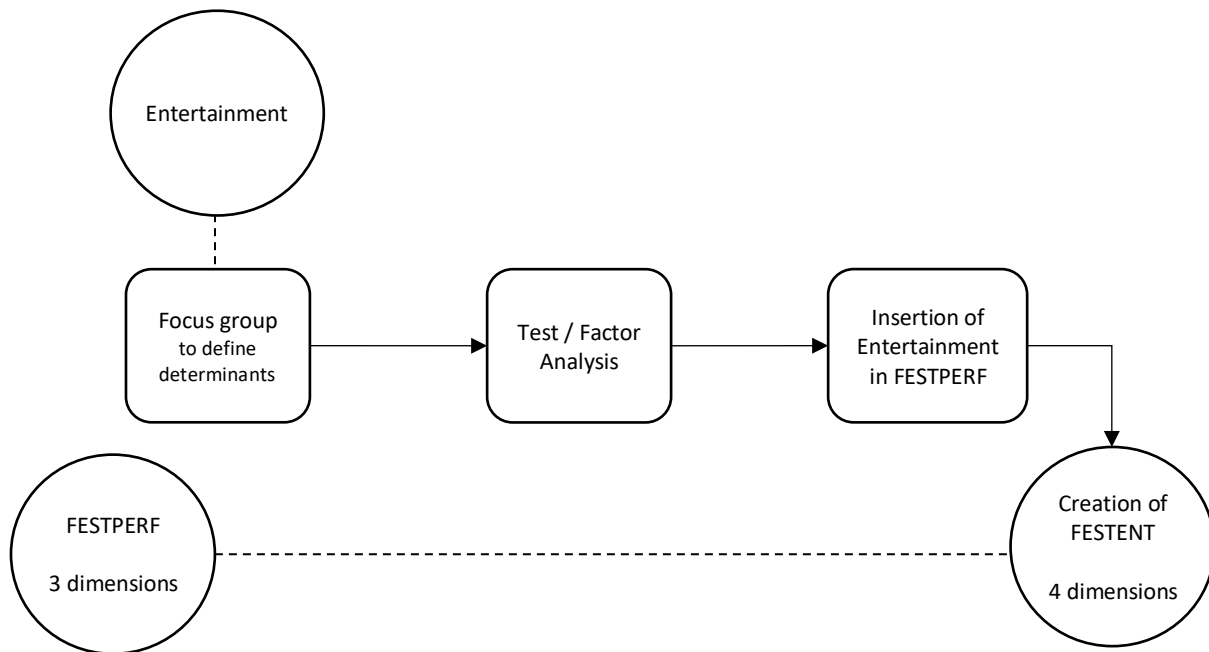 Entertainment
Focus group
to define
determinants
Test / Factor
Analysis
Insertion of
Entertainment
in FESTPERF
FESTPERF
3 dimensions
Creation of
FESTENT
4 dimensions